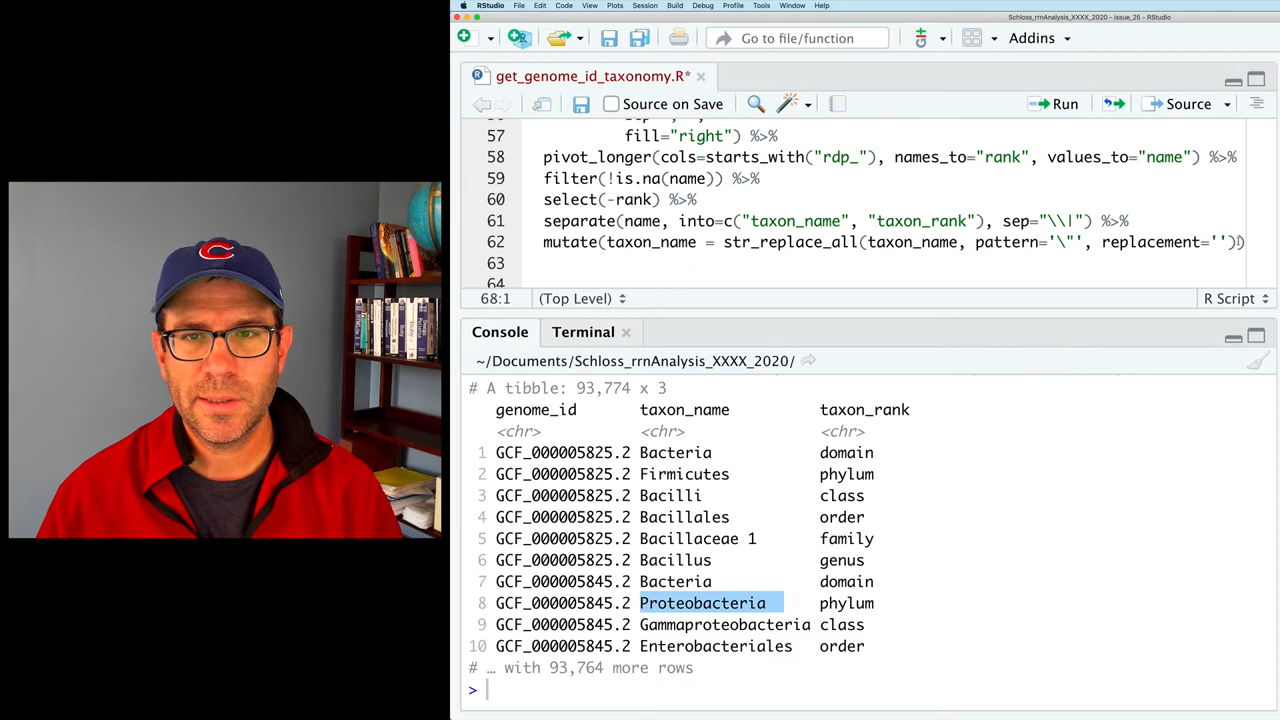 RStudio File Edit Code View Plots Session Build Debug Profile Tools Window Help
Schloss_rrnAnalysis_XXXX_2020 - issue_25 - RStudio
Go to file/function Addins
get_genome_id_taxonomy.R*
Source on Save Run Source
57 fill="right") %>%
58 pivot_longer(cols=starts_with("rdp_"), names_to="rank", values_to="name") %>%
59 filter(!is.na(name)) %>%
60 select(-rank) %>%
61 separate(name, into=c("taxon_name", "taxon_rank"), sep="\\|") %>%
62 mutate(taxon_name = str_replace_all(taxon_name, pattern='\"', replacement=''))
63
64
68:1 (Top Level) R Script
Console Terminal
~/Documents/Schloss_rrnAnalysis_XXXX_2020/
# A tibble: 93,774 x 3
genome_id taxon_name taxon_rank
<chr> <chr> <chr>
1 GCF_000005825.2 Bacteria domain
2 GCF_000005825.2 Firmicutes phylum
3 GCF_000005825.2 Bacilli class
4 GCF_000005825.2 Bacillales order
5 GCF_000005825.2 Bacillaceae 1 family
6 GCF_000005825.2 Bacillus genus
7 GCF_000005845.2 Bacteria domain
8 GCF_000005845.2 Proteobacteria phylum
9 GCF_000005845.2 Gammaproteobacteria class
10 GCF_000005845.2 Enterobacteriales order
# … with 93,764 more rows
>